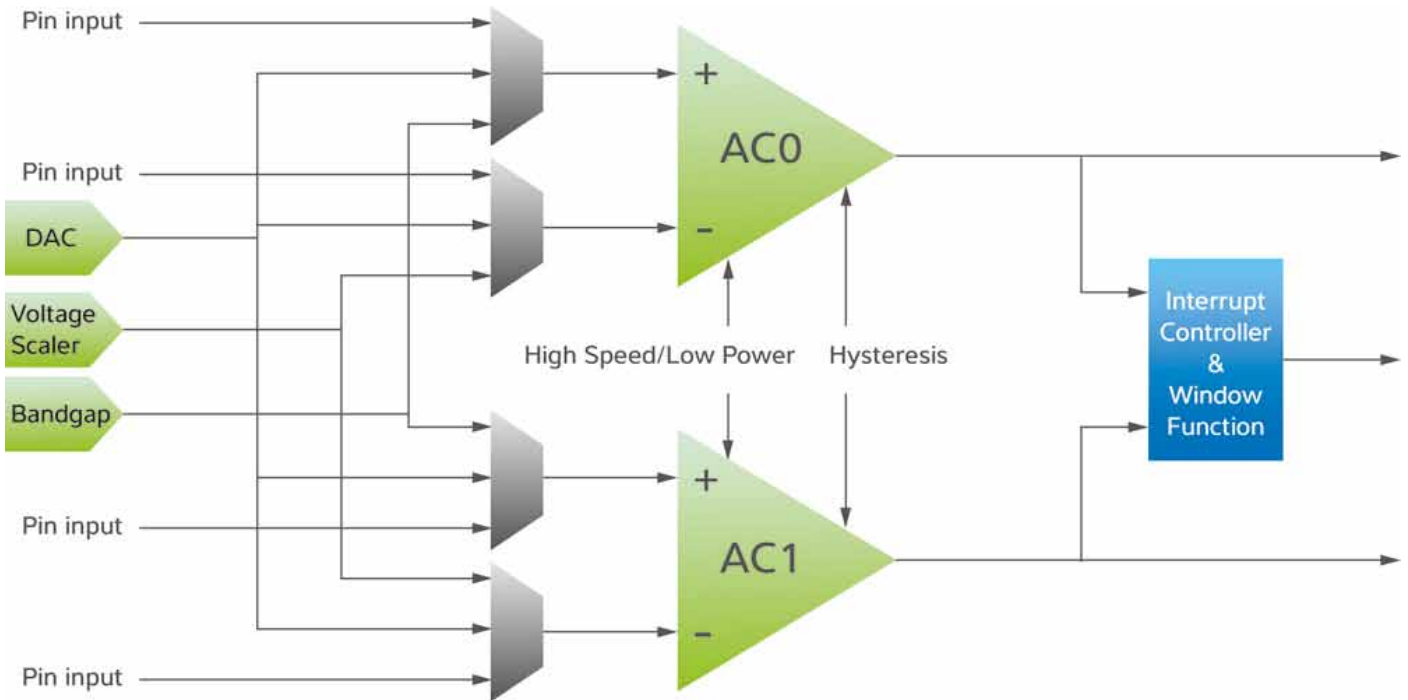 Pin input
+
AC0
Pin input
-
DAC
Voltage
Scaler
Bandgap
High Speed/Low Power
Hysteresis
Interrupt
Controller
&
Window
Function
+
Pin input
AC1
-
Pin input